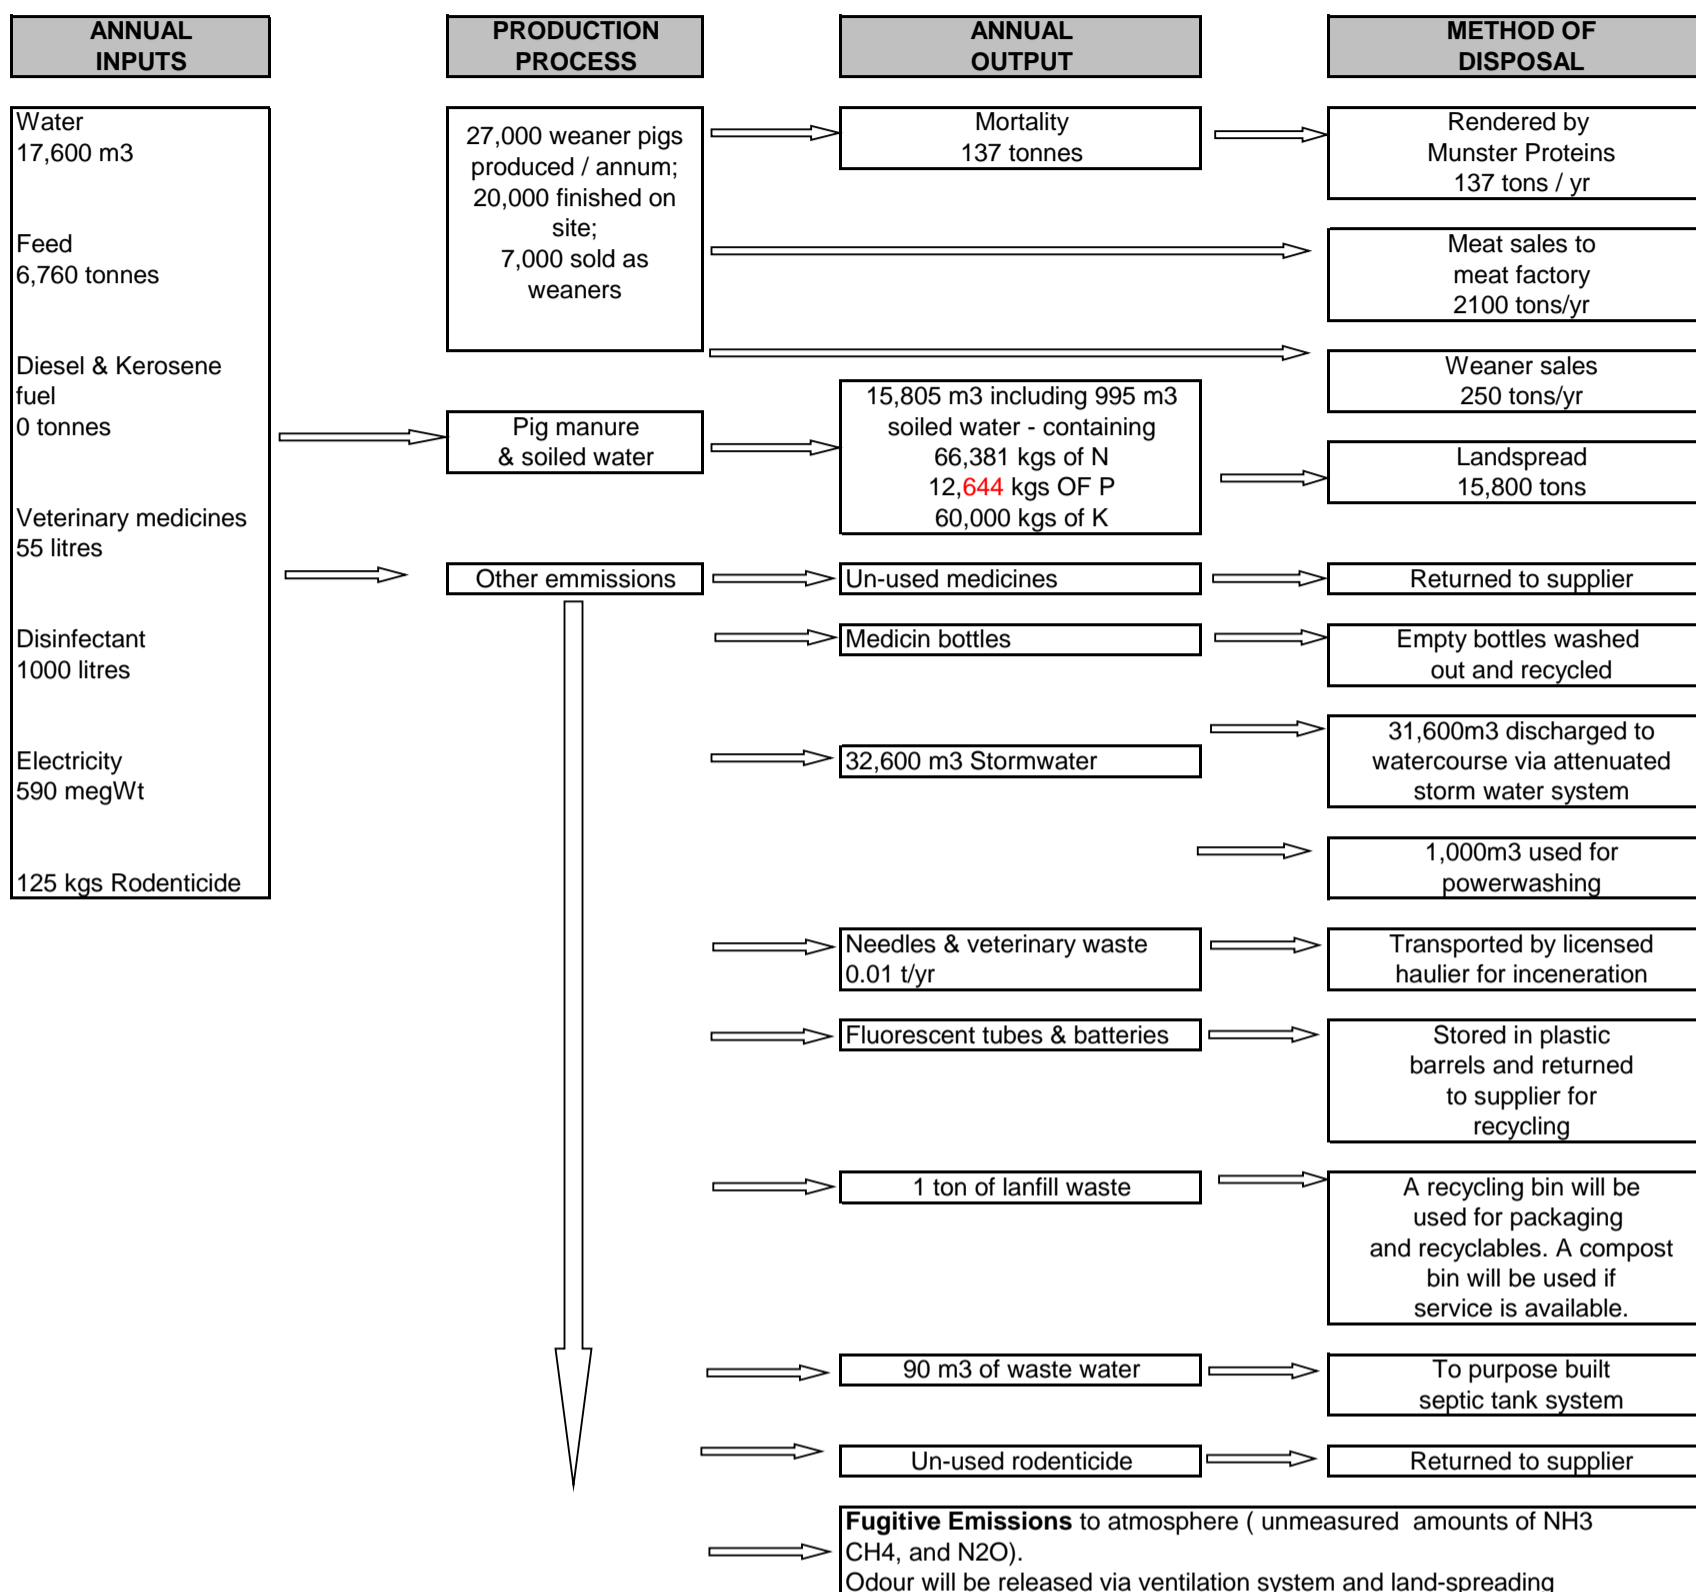 ANNUAL
INPUTS
PRODUCTION
PROCESS
ANNUAL
OUTPUT
METHOD OF
DISPOSAL
Water
17,600 m3
Feed
6,760 tonnes
Diesel & Kerosene
fuel
0 tonnes
Veterinary medicines
55 litres
Disinfectant
1000 litres
Electricity
590 megWt
125 kgs Rodenticide
27,000 weaner pigs
produced / annum;
20,000 finished on
site;
7,000 sold as
weaners
Mortality
137 tonnes
Rendered by
Munster Proteins
137 tons / yr
Meat sales to
meat factory
2100 tons/yr
Weaner sales
250 tons/yr
Pig manure
& soiled water
15,805 m3 including 995 m3
soiled water - containing
66,381 kgs of N
12,644 kgs OF P
60,000 kgs of K
Landspread
15,800 tons
Other emmissions
Un-used medicines
Returned to supplier
Medicin bottles
Empty bottles washed
out and recycled
32,600 m3 Stormwater
31,600m3 discharged to
watercourse via attenuated
storm water system
1,000m3 used for
powerwashing
Needles & veterinary waste
0.01 t/yr
Transported by licensed
haulier for inceneration
Fluorescent tubes & batteries
Stored in plastic
barrels and returned
to supplier for
recycling
1 ton of lanfill waste
A recycling bin will be
used for packaging
and recyclables. A compost
bin will be used if
service is available.
90 m3 of waste water
To purpose built
septic tank system
Un-used rodenticide
Returned to supplier
Fugitive Emissions to atmosphere ( unmeasured amounts of NH3
CH4, and N2O).
Odour will be released via ventilation system and land-spreading